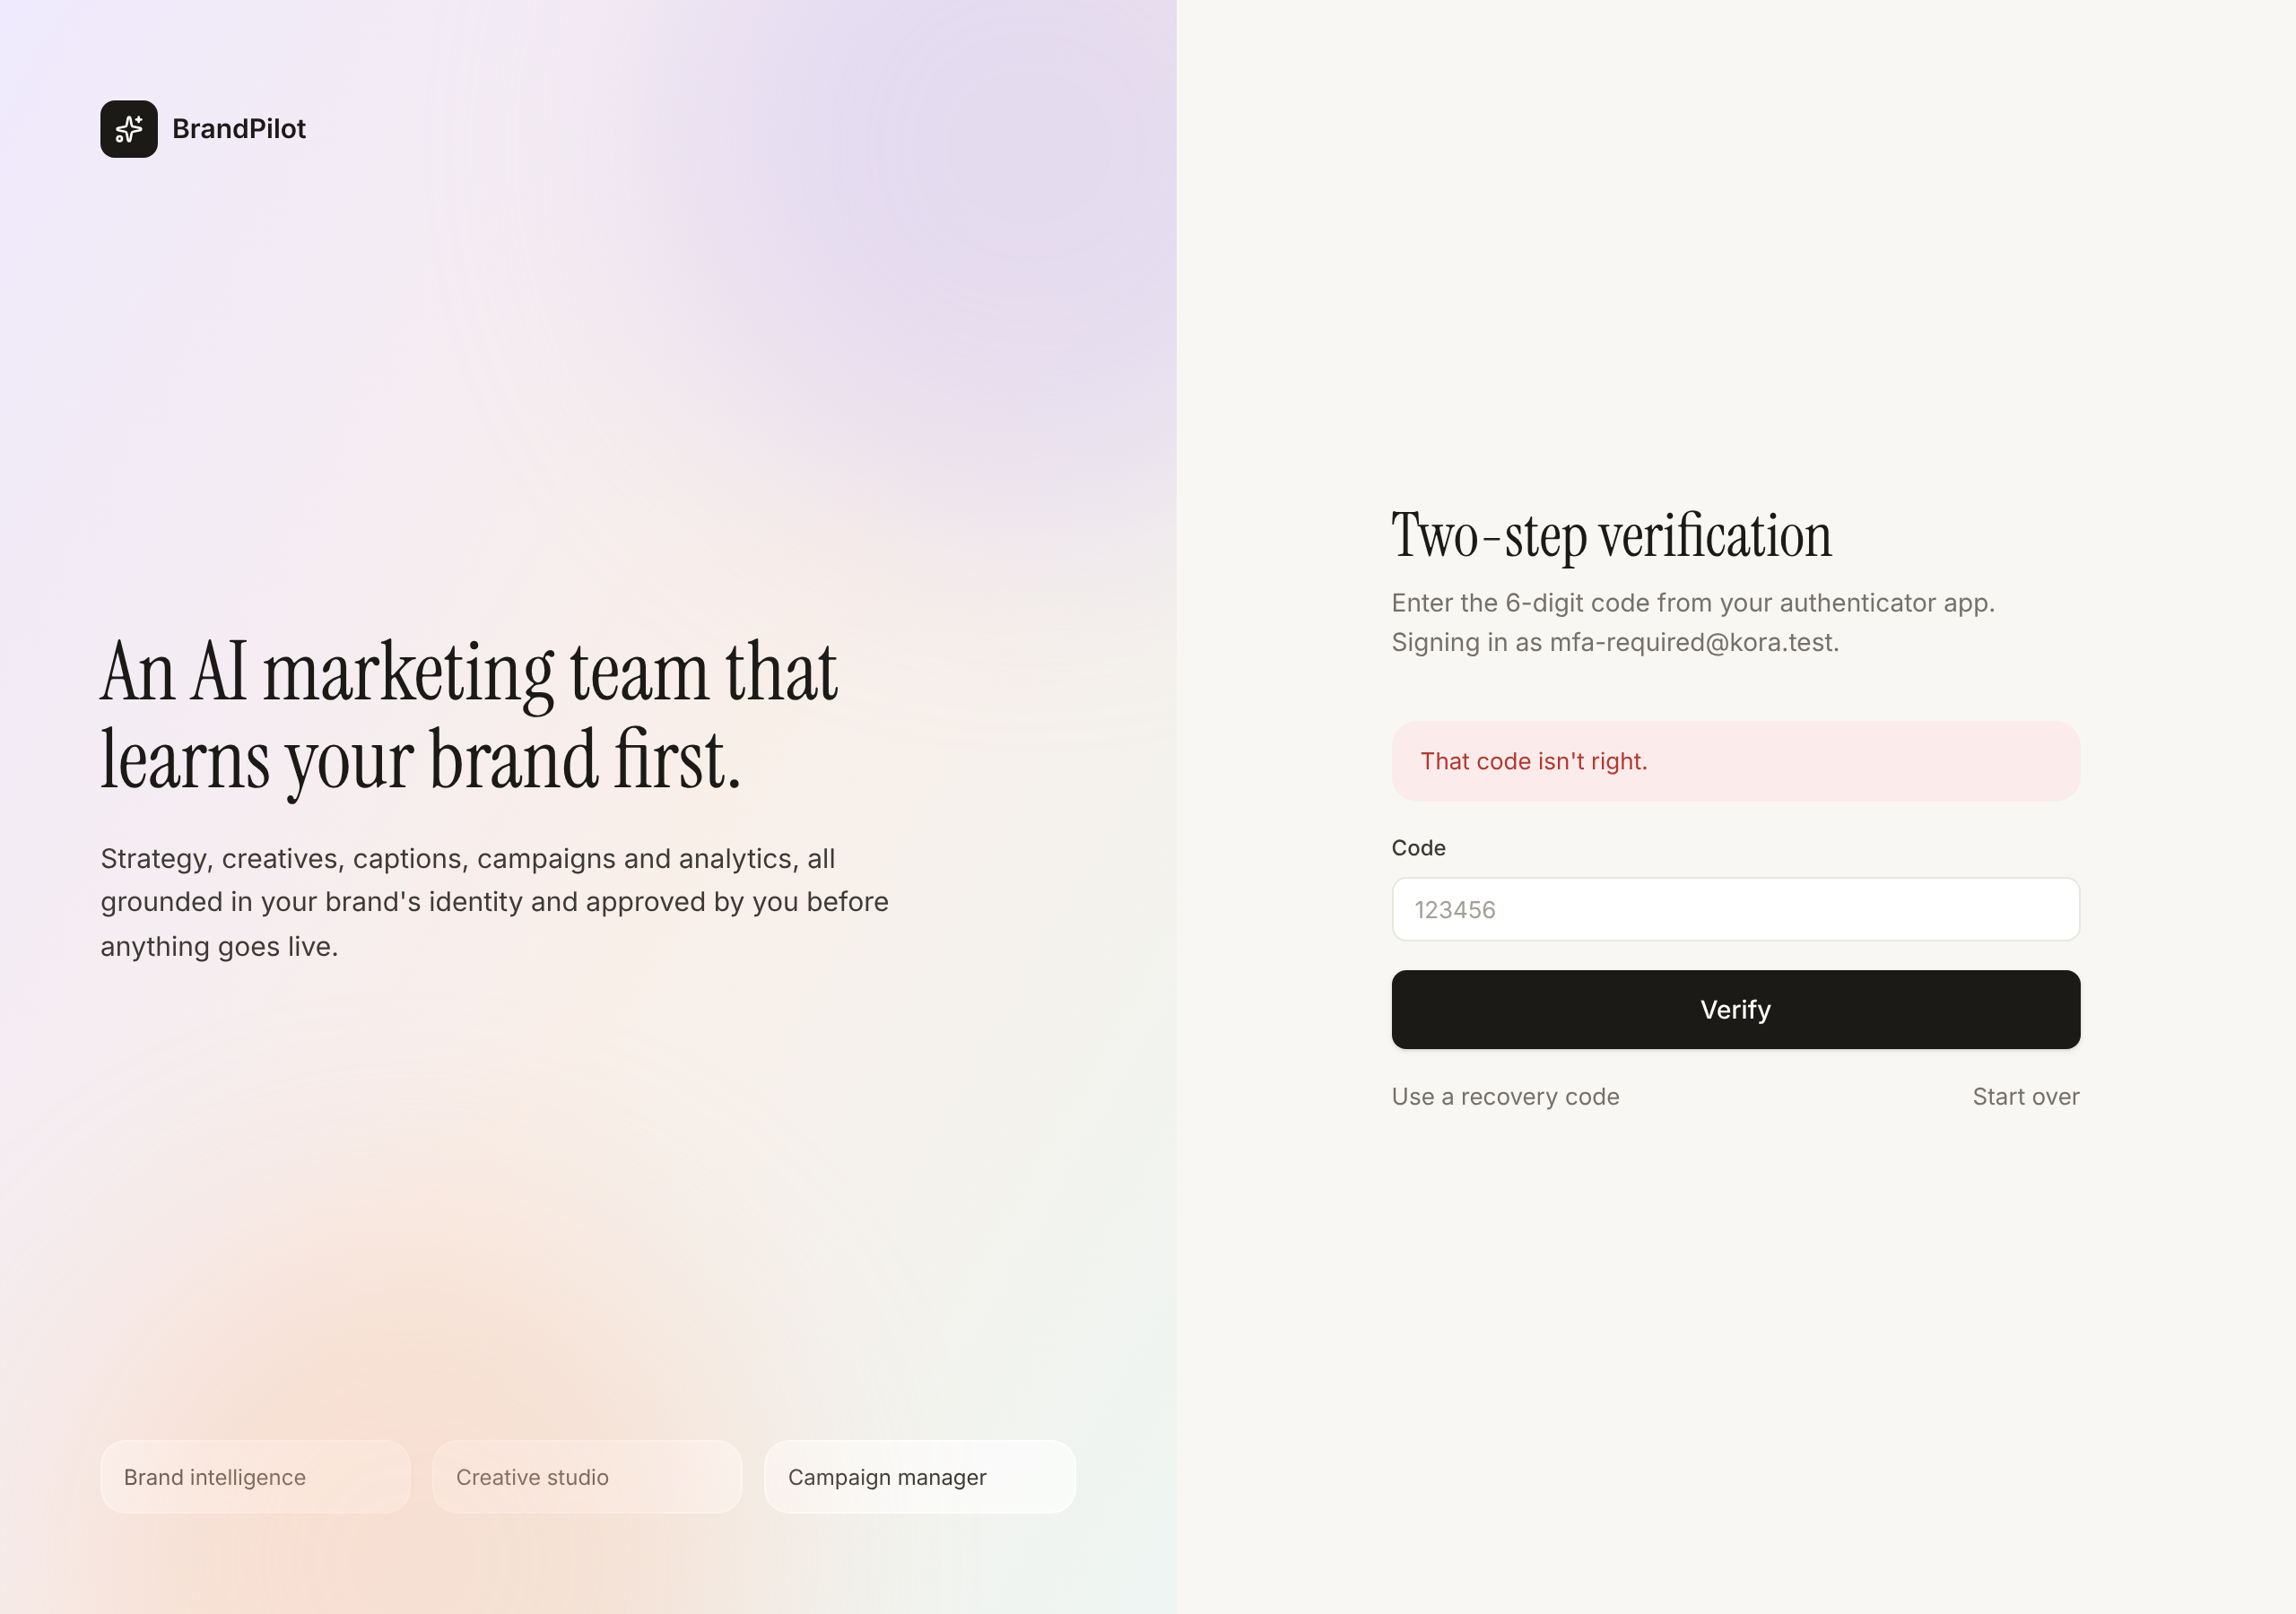 BrandPilot
An AI marketing team that
learns your brand first.
Strategy, creatives, captions, campaigns and analytics, all
grounded in your brand's identity and approved by you before
anything goes live.
Brand intelligence
Creative studio
Campaign manager
Two-step verification
Enter the 6-digit code from your authenticator app.
Signing in as mfa-required@kora.test.
That code isn't right.
Code
123456
Verify
Use a recovery code
Start over